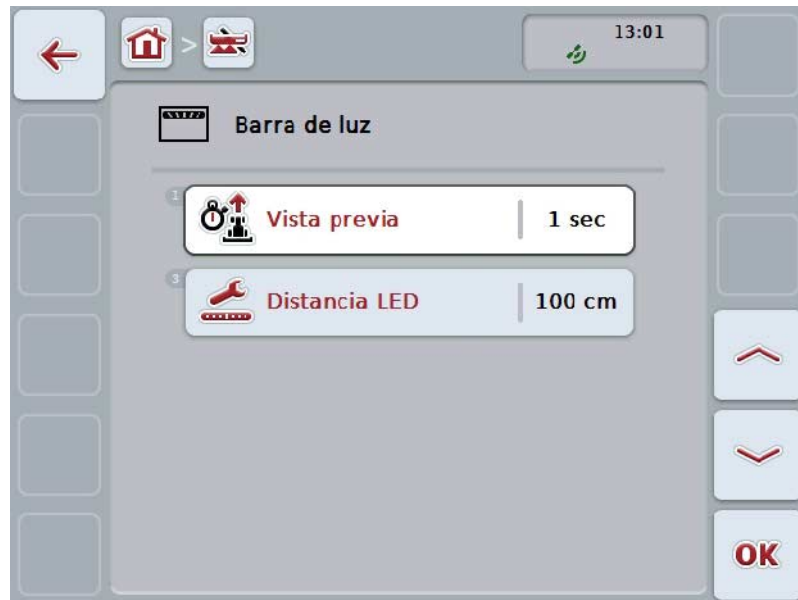 13:01
Barra de luz
1
Vista previa
1 sec
3
Distancia LED
100 cm
OK